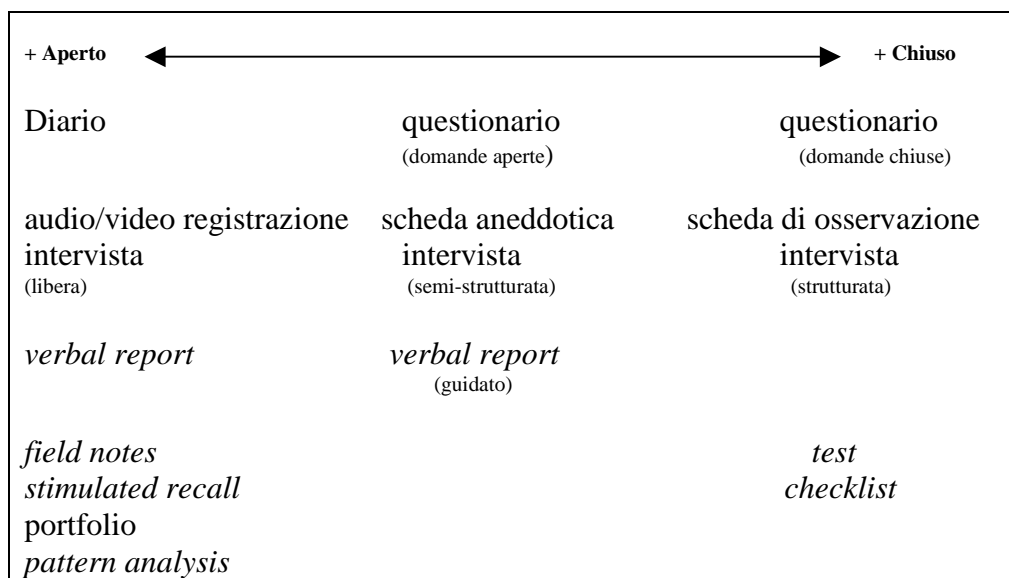 + Aperto + Chiuso
Diario questionario questionario
(domande aperte) (domande chiuse)
audio/video registrazione scheda aneddotica scheda di osservazione
intervista intervista intervista
(libera) (semi-strutturata) (strutturata)
verbal report verbal report
(guidato)
field notes test
stimulated recall checklist
portfolio
pattern analysis